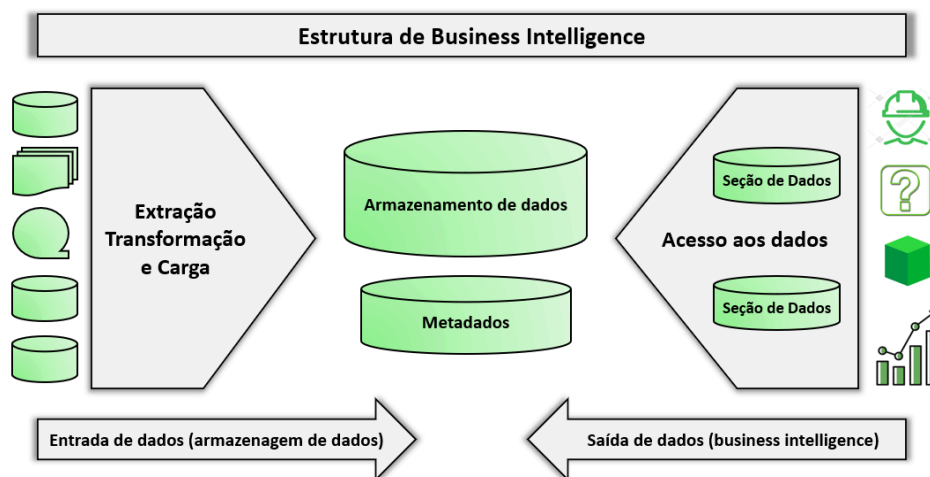 Estrutura de Business Intelligence
Extração
Transformação
e Carga
Armazenamento de dados
Metadados
Seção de Dados
Acesso aos dados
Seção de Dados
?
Entrada de dados (armazenagem de dados)
Saída de dados (business intelligence)